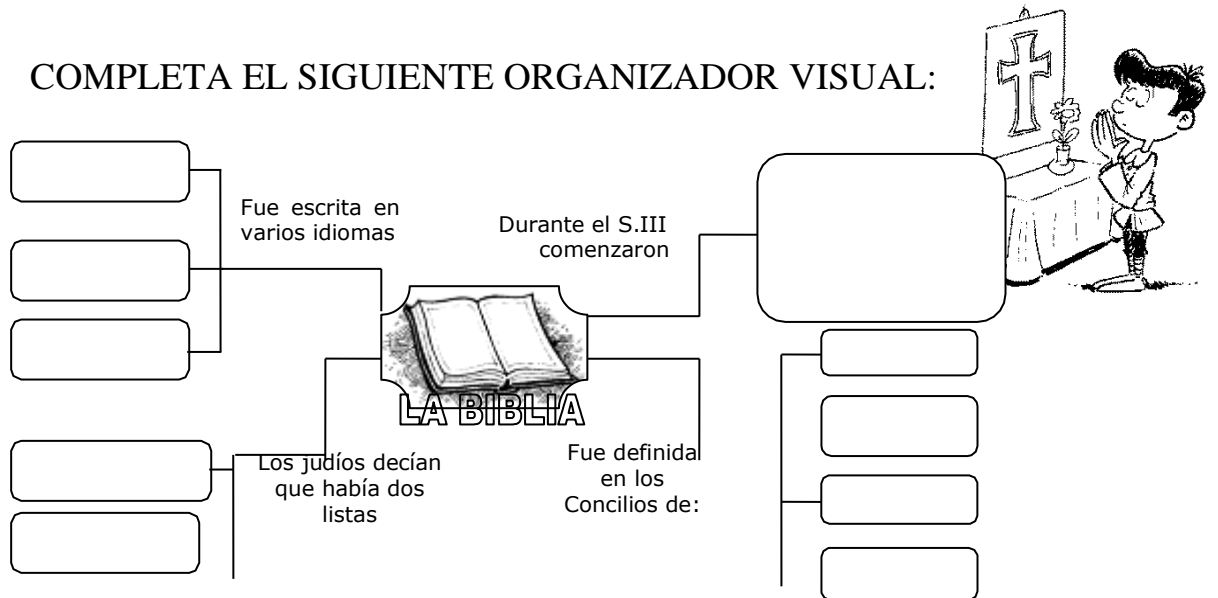 COMPLETA EL SIGUIENTE ORGANIZADOR VISUAL:
Fue escrita en
varios idiomas
Durante el S.III
comenzaron
LA BIBLIA
Los judíos decían
que había dos
listas
Fue definida
en los
Concilios de: